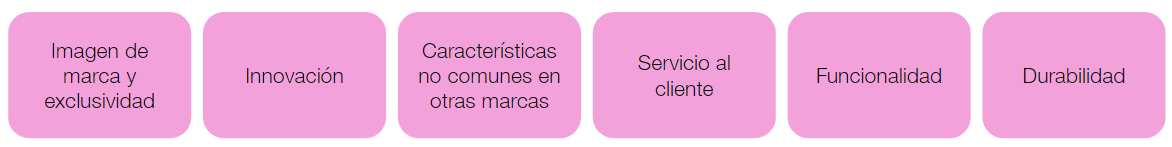 Imagen de
marca y
exclusividad
Innovación
Características
no comunes en
otras marcas
Servicio al
cliente
Funcionalidad
Durabilidad